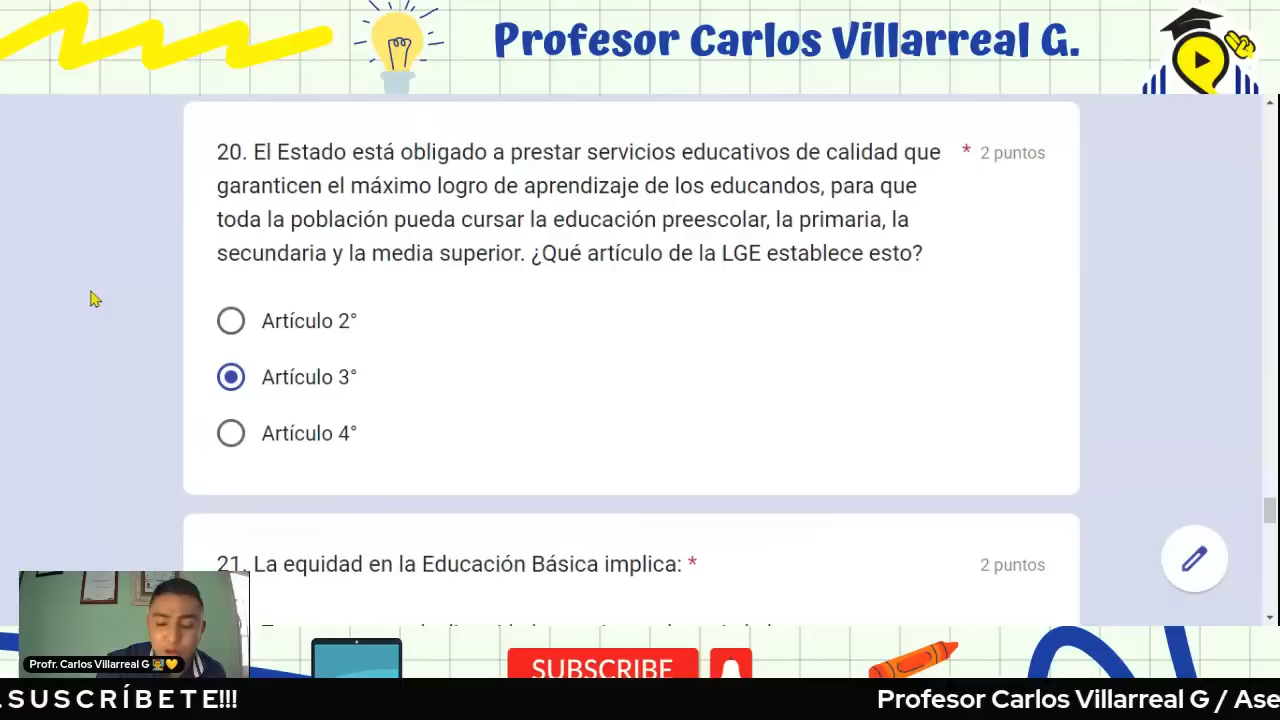 Profesor Carlos Villarreal G.
20. El Estado está obligado a prestar servicios educativos de calidad que * 2 puntos
garanticen el máximo logro de aprendizaje de los educandos, para que
toda la población pueda cursar la educación preescolar, la primaria, la
secundaria y la media superior. ¿Qué artículo de la LGE establece esto?
Artículo 2°
Artículo 3°
Artículo 4°
21. La equidad en la Educación Básica implica: * 2 puntos
Profr. Carlos Villarreal G
SUBSCRIBE
. SUSCRÍBETE!!! Profesor Carlos Villarreal G / Ase